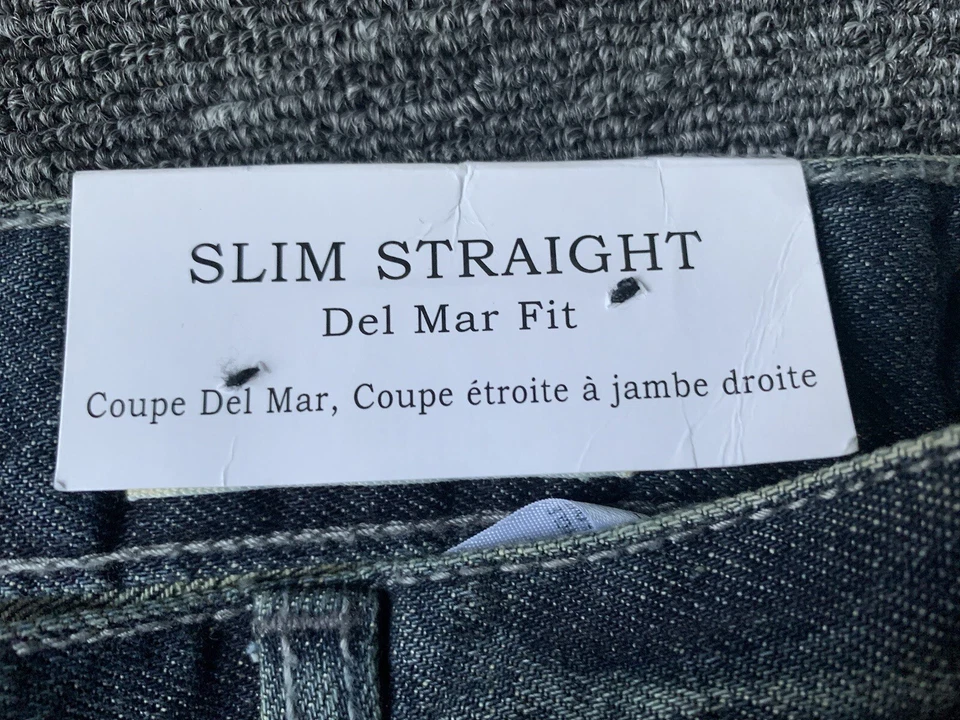 SLIM STRAIGHT
Del Mar Fit
Coupe Del Mar, Coupe étroite à jambe droite